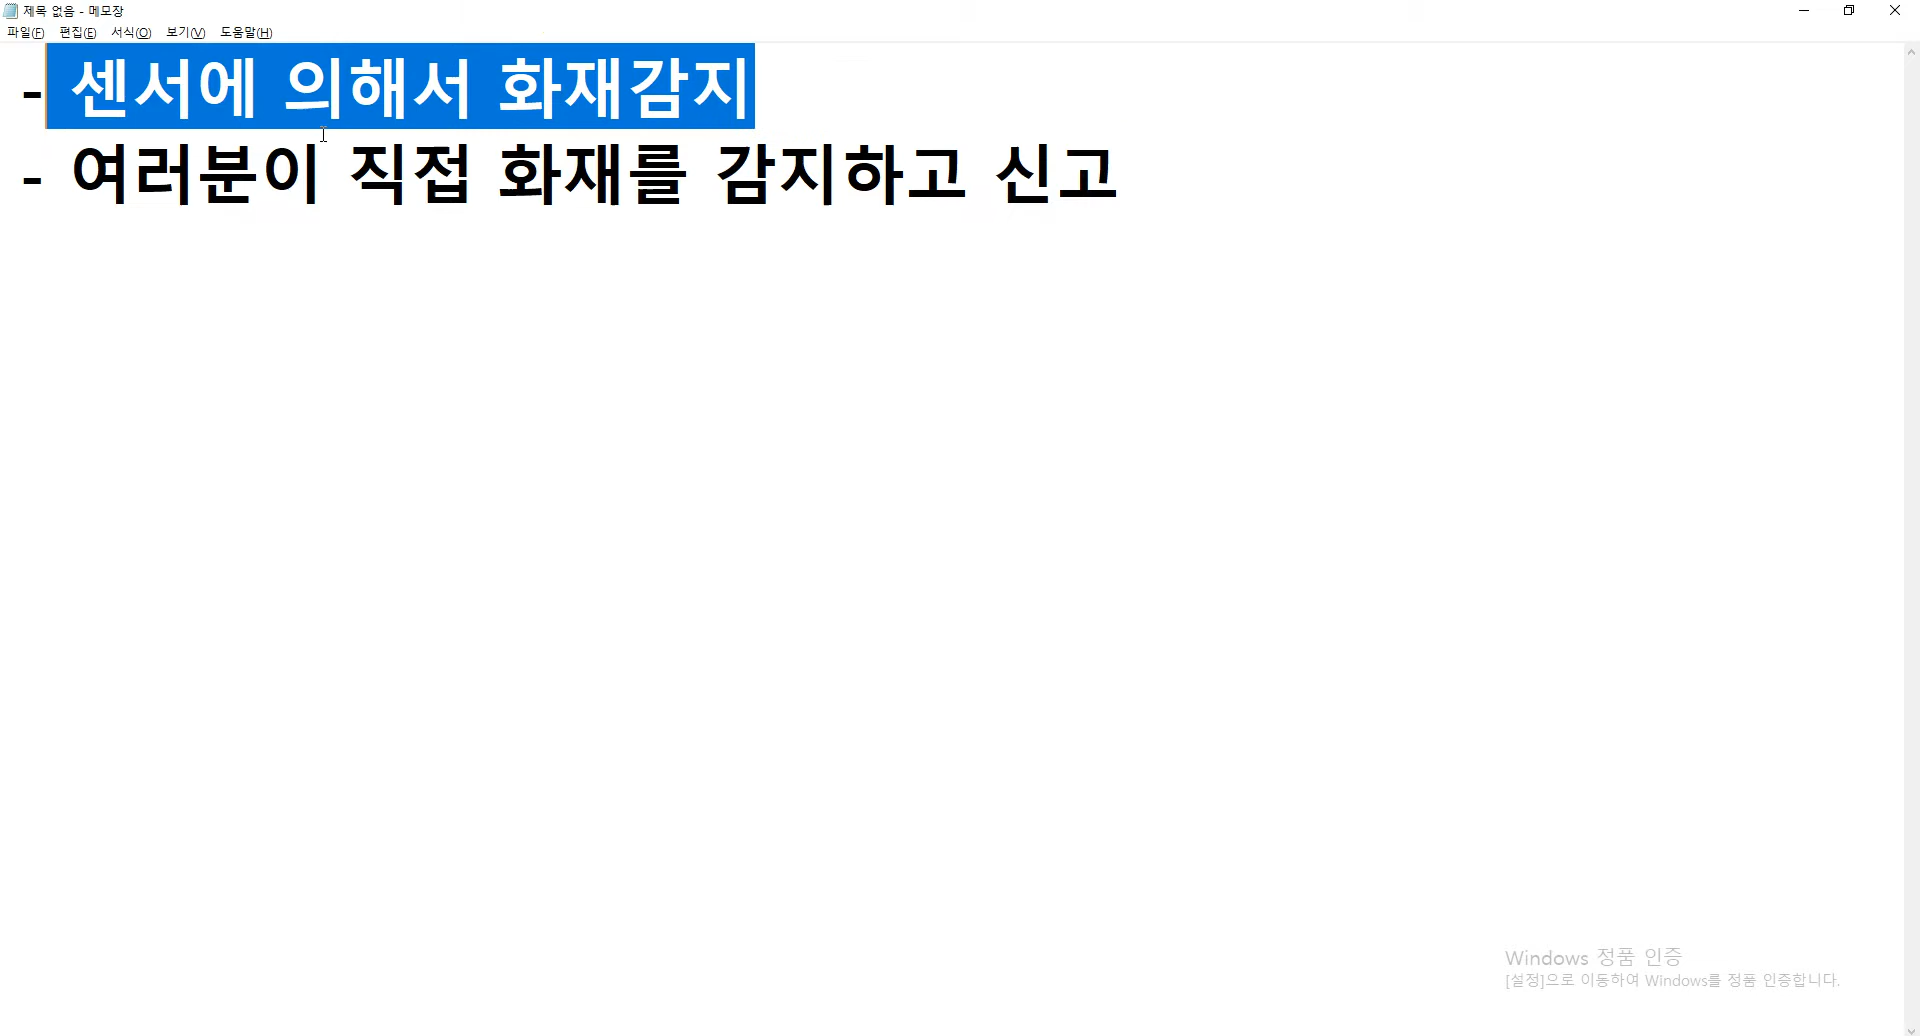 제목 없음 - 메모장
파일(F) 편집(E) 서식(O) 보기(V) 도움말(H)
- 센서에 의해서 화재감지
- 여러분이 직접 화재를 감지하고 신고
Windows 정품 인증
[설정]으로 이동하여 Windows를 정품 인증합니다.